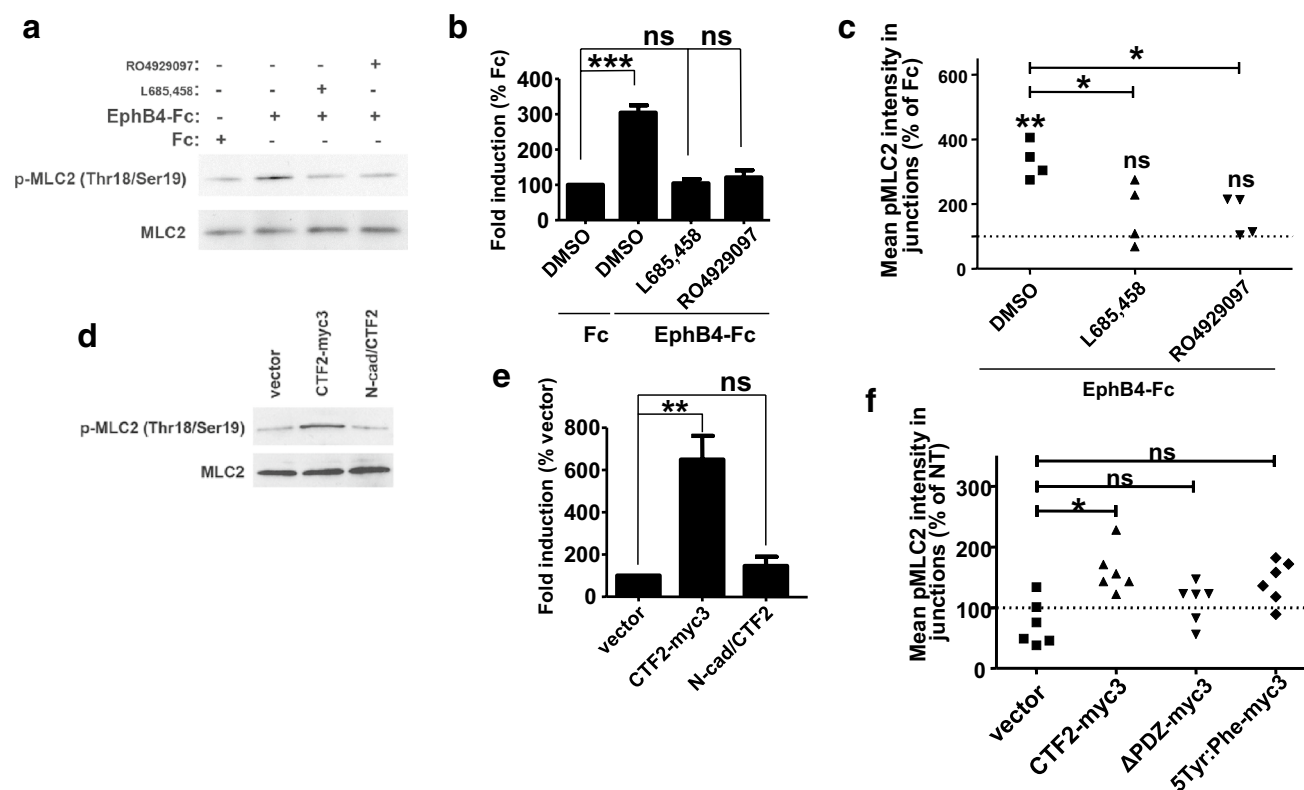 a
RO4929097: - - - +
L685,458: - - + -
EphB4-Fc: - + + +
Fc: + - - -
p-MLC2 (Thr18/Ser19)
MLC2
b
Fold induction (% Fc)
400
300
200
100
0
ns
ns
***
DMSO
DMSO
L685,458
RO4929097
Fc
EphB4-Fc
c
Mean pMLC2 intensity in
junctions (% of Fc)
600
400
200
0
*
*
**
ns
ns
DMSO
L685,458
RO4929097
EphB4-Fc
d
vector
CTF2-myc3
N-cad/CTF2
p-MLC2 (Thr18/Ser19)
MLC2
e
Fold induction (% vector)
800
600
400
200
0
ns
**
vector
CTF2-myc3
N-cad/CTF2
f
Mean pMLC2 intensity in
junctions (% of NT)
300
200
100
0
ns
ns
*
vector
CTF2-myc3
ΔPDZ-myc3
5Tyr:Phe-myc3